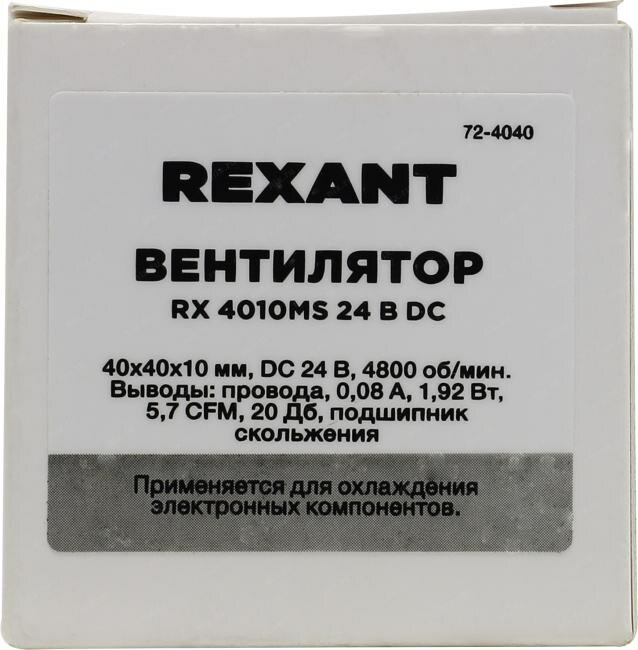 72-4040
REXANT
ВЕНТИЛЯТОР
RX 4010MS 24 В DC
40x40x10 мм, DC 24 В, 4800 об/мин.
Выводы: провода, 0,08 А, 1,92 Вт,
5,7 CFM, 20 Дб, подшипник
скольжения
Применяется для охлаждения
электронных компонентов.